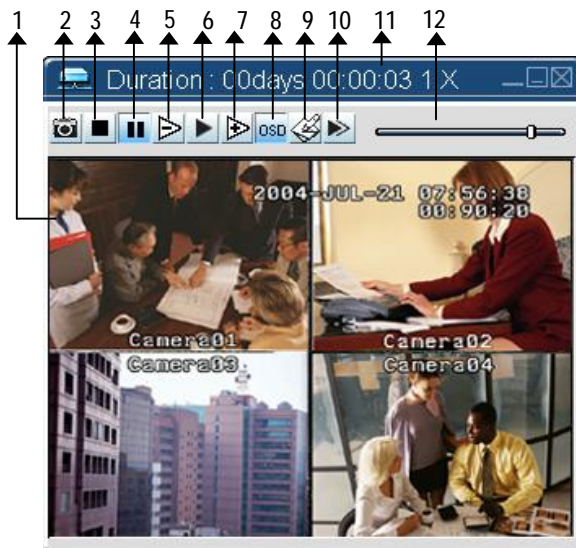 1 2 3 4 5 6 7 8 9 10 11 12
Duration : 00days 00:00:03 1 X
OSD
2004-JUL-21 07:56:38
00:90:20
Camera01
Camera02
Camera03
Camera04